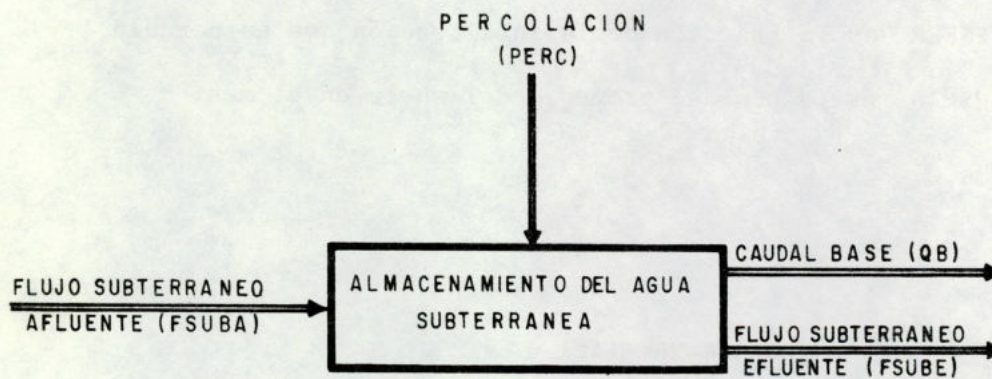 PERCOLACION
(PERC)
ALMACENAMIENTO DEL AGUA
SUBTERRANEA
FLUJO SUBTERRANEO
AFLUENTE (FSUBA)
CAUDAL BASE (QB)
FLUJO SUBTERRANEO
EFLUENTE (FSUBE)